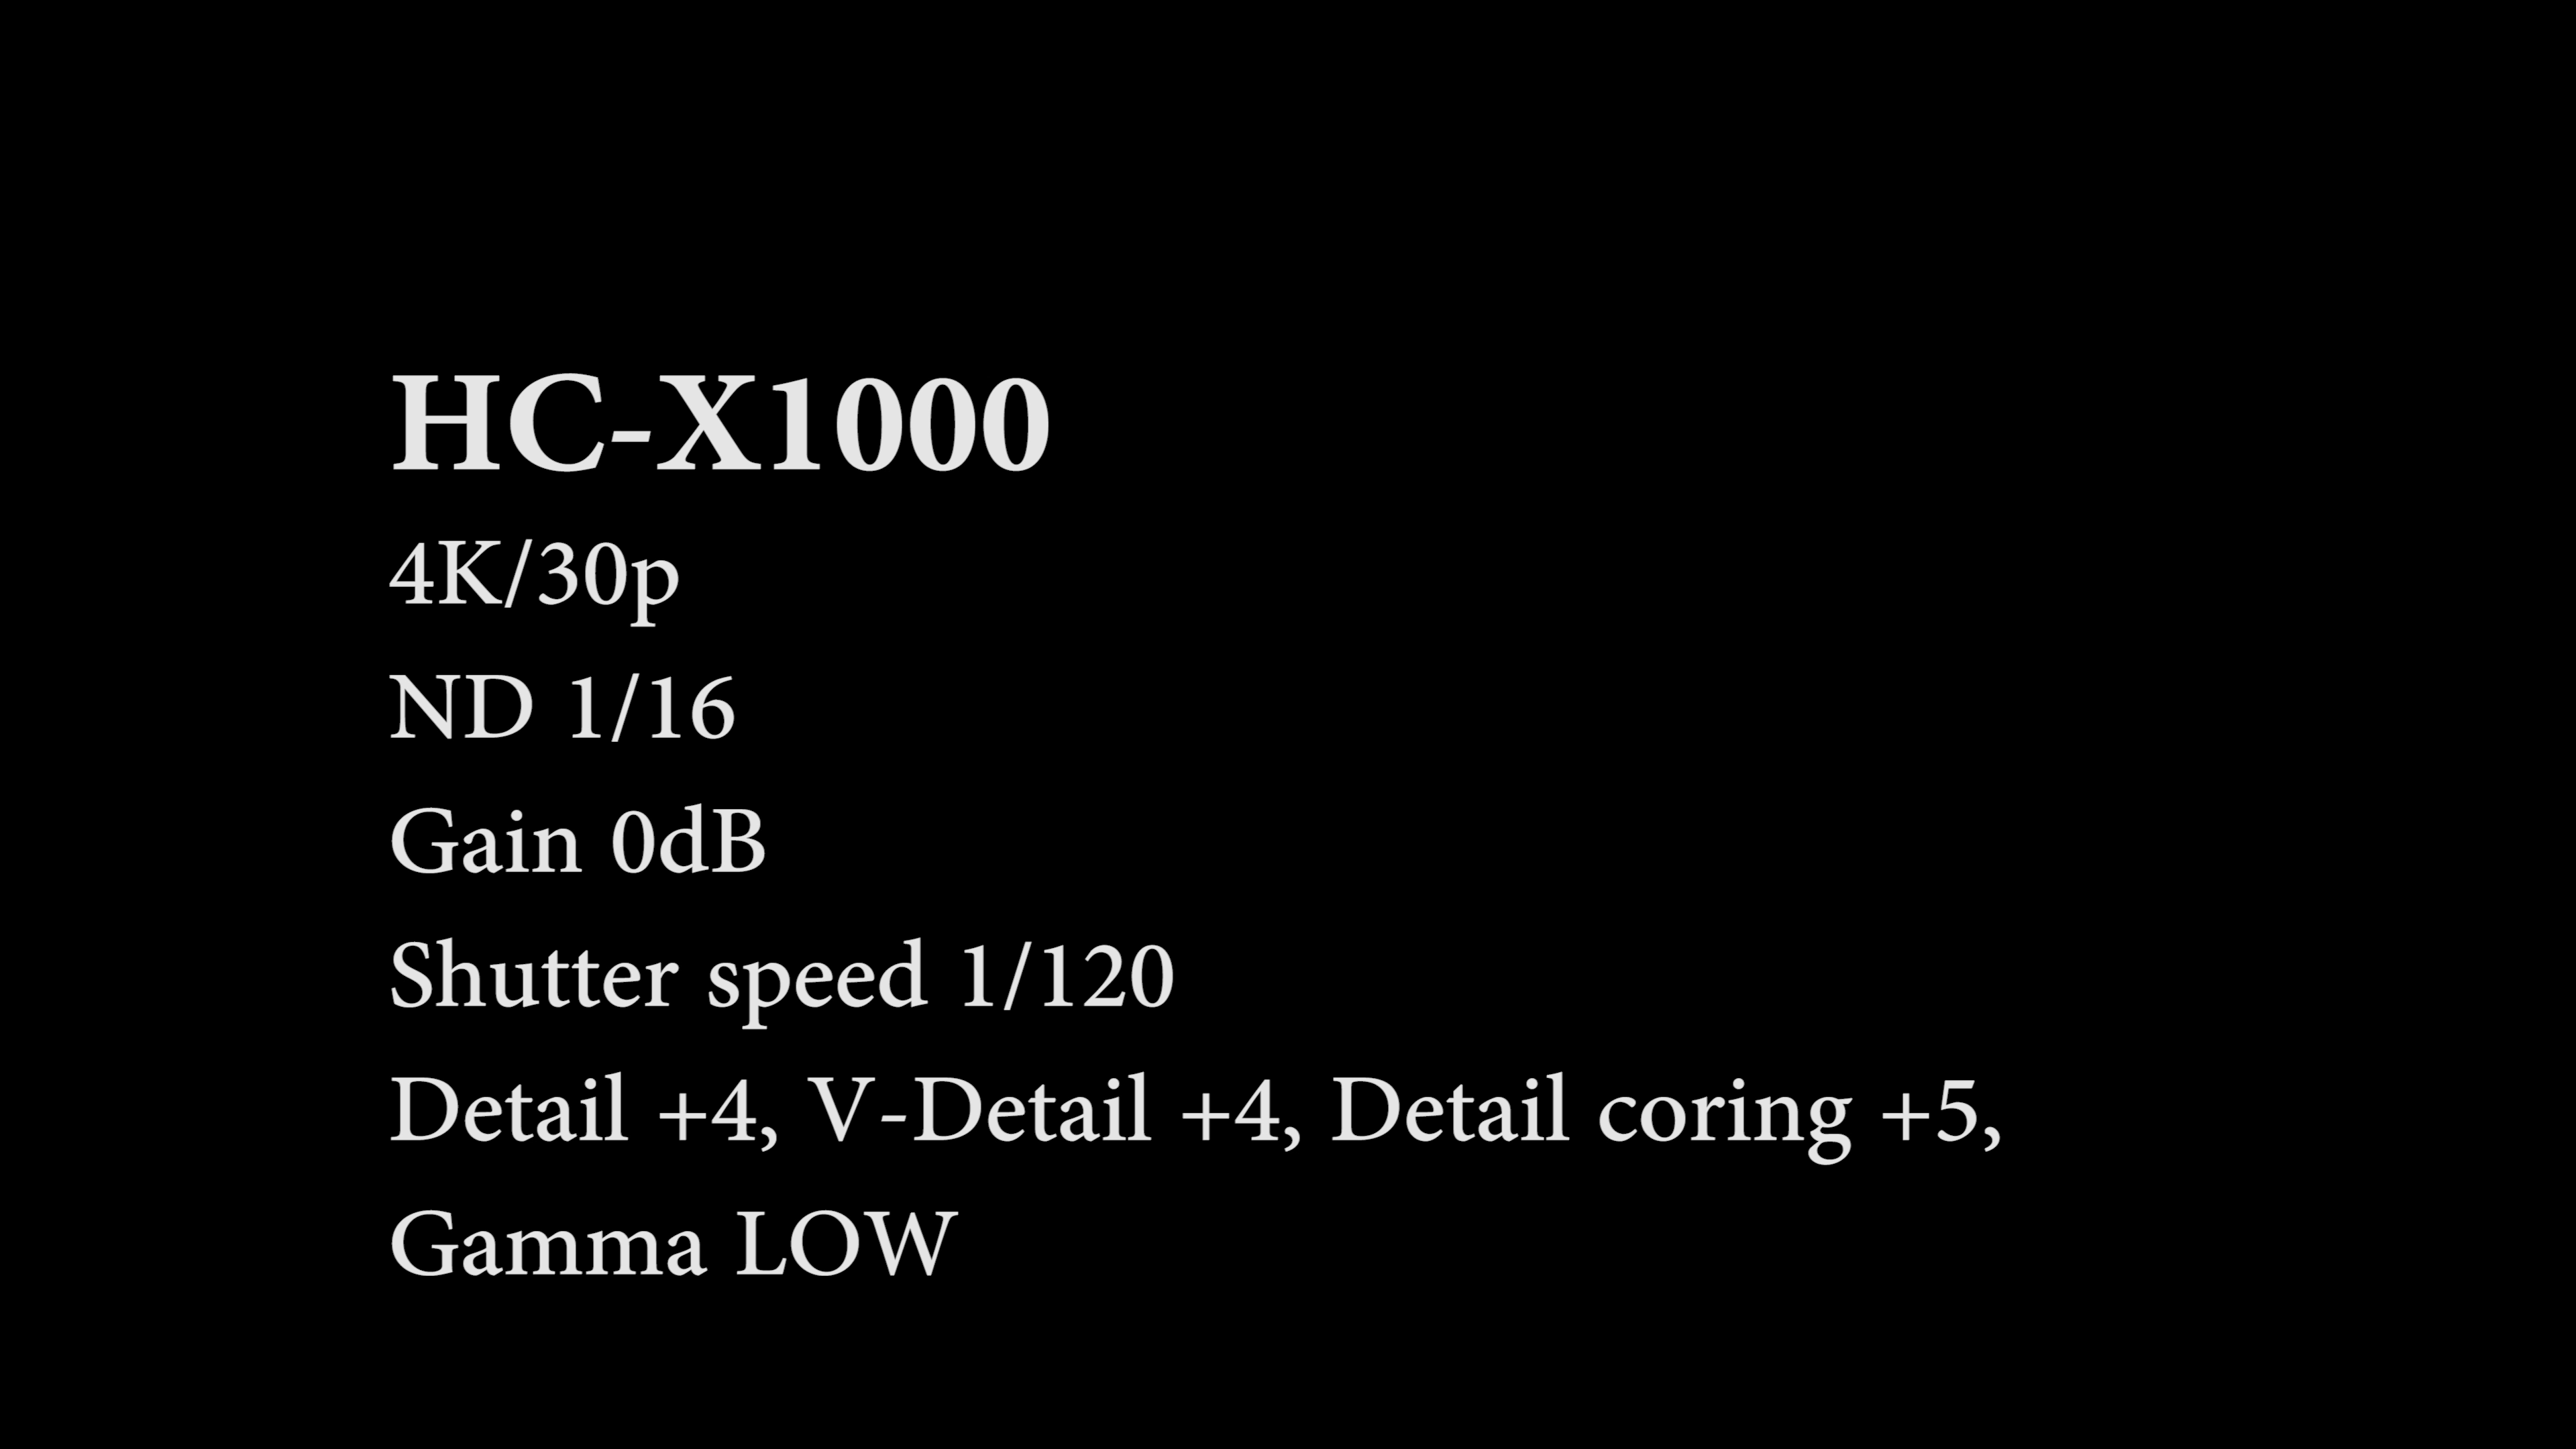 HC-X1000
4K/30p
ND 1/16
Gain 0dB
Shutter speed 1/120
Detail +4, V-Detail +4, Detail coring +5,
Gamma LOW